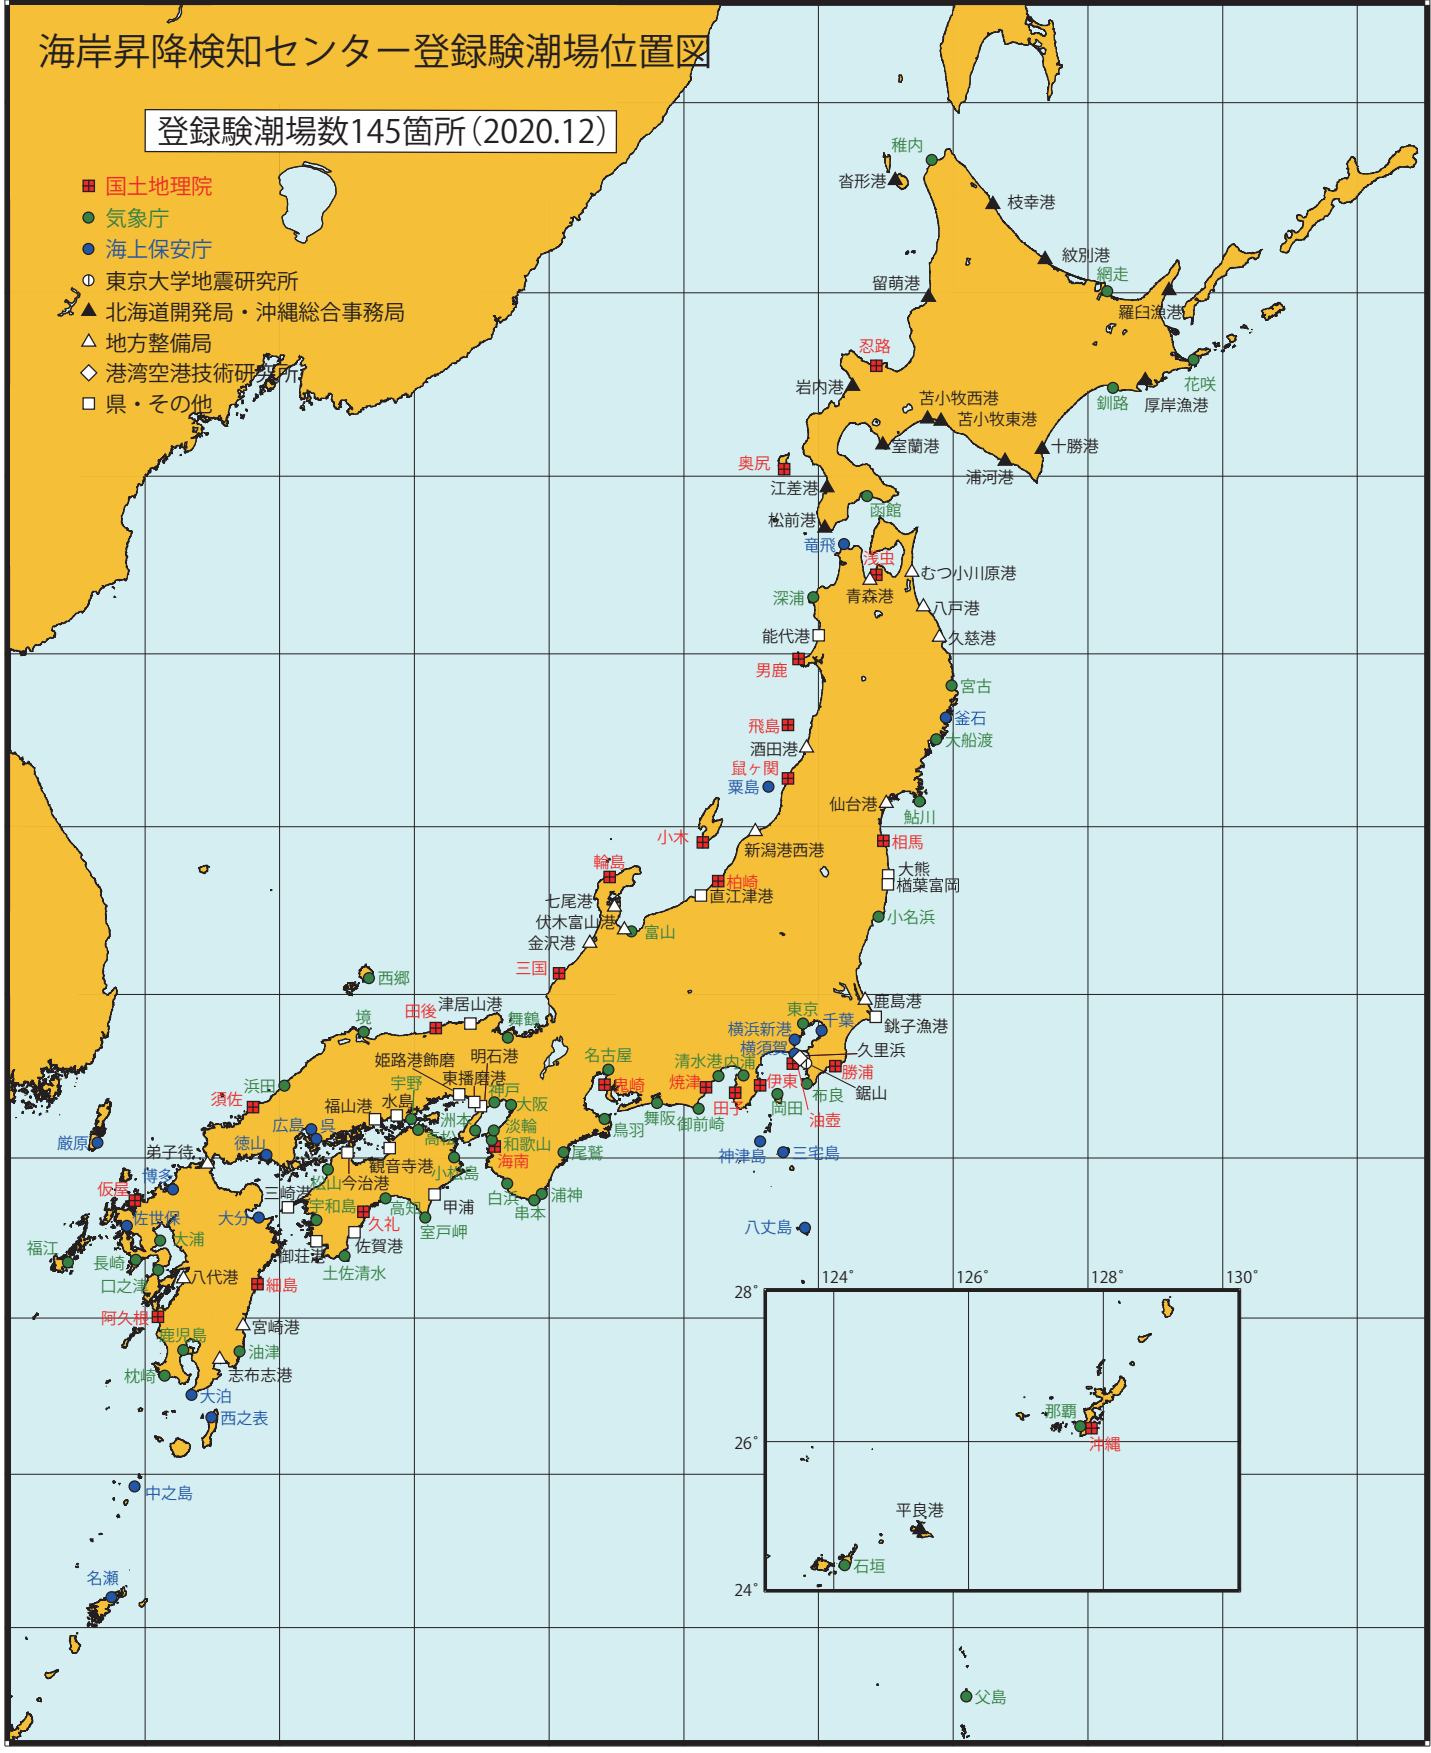 海岸昇降検知センター登録験潮場位置図
登録験潮場数145箇所（2020.12）
国土地理院
気象庁
海上保安庁
東京大学地震研究所
北海道開発局・沖縄総合事務局
地方整備局
港湾空港技術研究所
県・その他
稚内
沓形港
枝幸港
紋別港
網走
留萌港
羅臼漁港
忍路
花咲
岩内港
釧路
厚岸漁港
苫小牧西港
苫小牧東港
室蘭港
十勝港
浦河港
奥尻
江差港
函館
松前港
竜飛
浅虫
むつ小川原港
青森港
深浦
八戸港
能代港
久慈港
男鹿
宮古
釜石
飛島
大船渡
酒田港
鼠ヶ関
粟島
仙台港
鮎川
小木
相馬
新潟港西港
輪島
大熊
柏崎
楢葉富岡
直江津港
七尾港
伏木富山港
小名浜
富山
金沢港
三国
西郷
鹿島港
田後
津居山港
東京
千葉
銚子漁港
境
舞鶴
横浜新港
横須賀
久里浜
姫路港飾磨
明石港
名古屋
清水港
内浦
勝浦
東播磨港
宇野
神戸
鬼崎
焼津
伊東
鋸山
浜田
須佐
福山港
水島
大阪
田子
岡田
布良
油壺
広島
呉
洲本
淡輪
鳥羽
舞阪
御前崎
厳原
徳山
高松
和歌山
神津島
三宅島
弟子待
観音寺港
海南
尾鷲
博多
松山
今治港
小松島
仮屋
三崎港
白浜
浦神
串本
佐世保
大分
宇和島
高知
甲浦
八丈島
福江
大浦
久礼
室戸岬
長崎
御荘港
佐賀港
口之津
八代港
細島
土佐清水
阿久根
鹿児島
宮崎港
油津
枕崎
志布志港
大泊
西之表
中之島
名瀬
124°
126°
128°
130°
28°
那覇
沖縄
26°
平良港
石垣
24°
父島